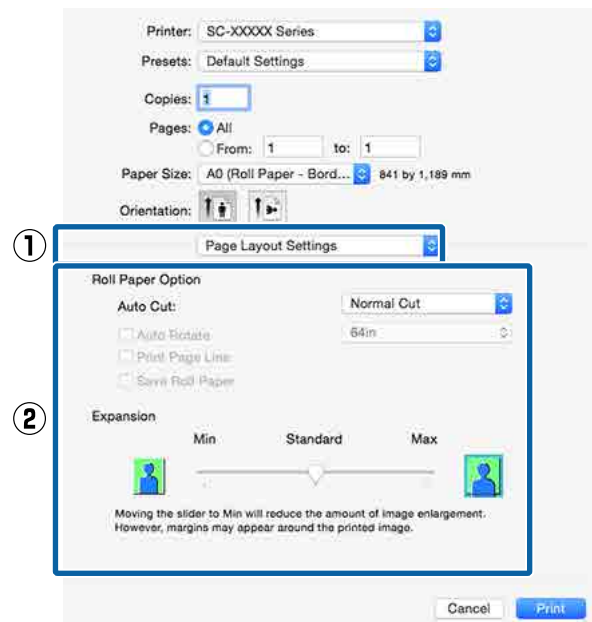 Printer: SC-XXXXX Series
Presets: Default Settings
Copies: 1
Pages: All
From: 1 to: 1
Paper Size: A0 (Roll Paper - Bord... 841 by 1,189 mm
Orientation:
① Page Layout Settings
②
Roll Paper Option
Auto Cut: Normal Cut
Auto Rotate 64in
Print Page Line
Save Roll Paper
Expansion
Min Standard Max
Moving the slider to Min will reduce the amount of image enlargement.
However, margins may appear around the printed image.
Cancel Print